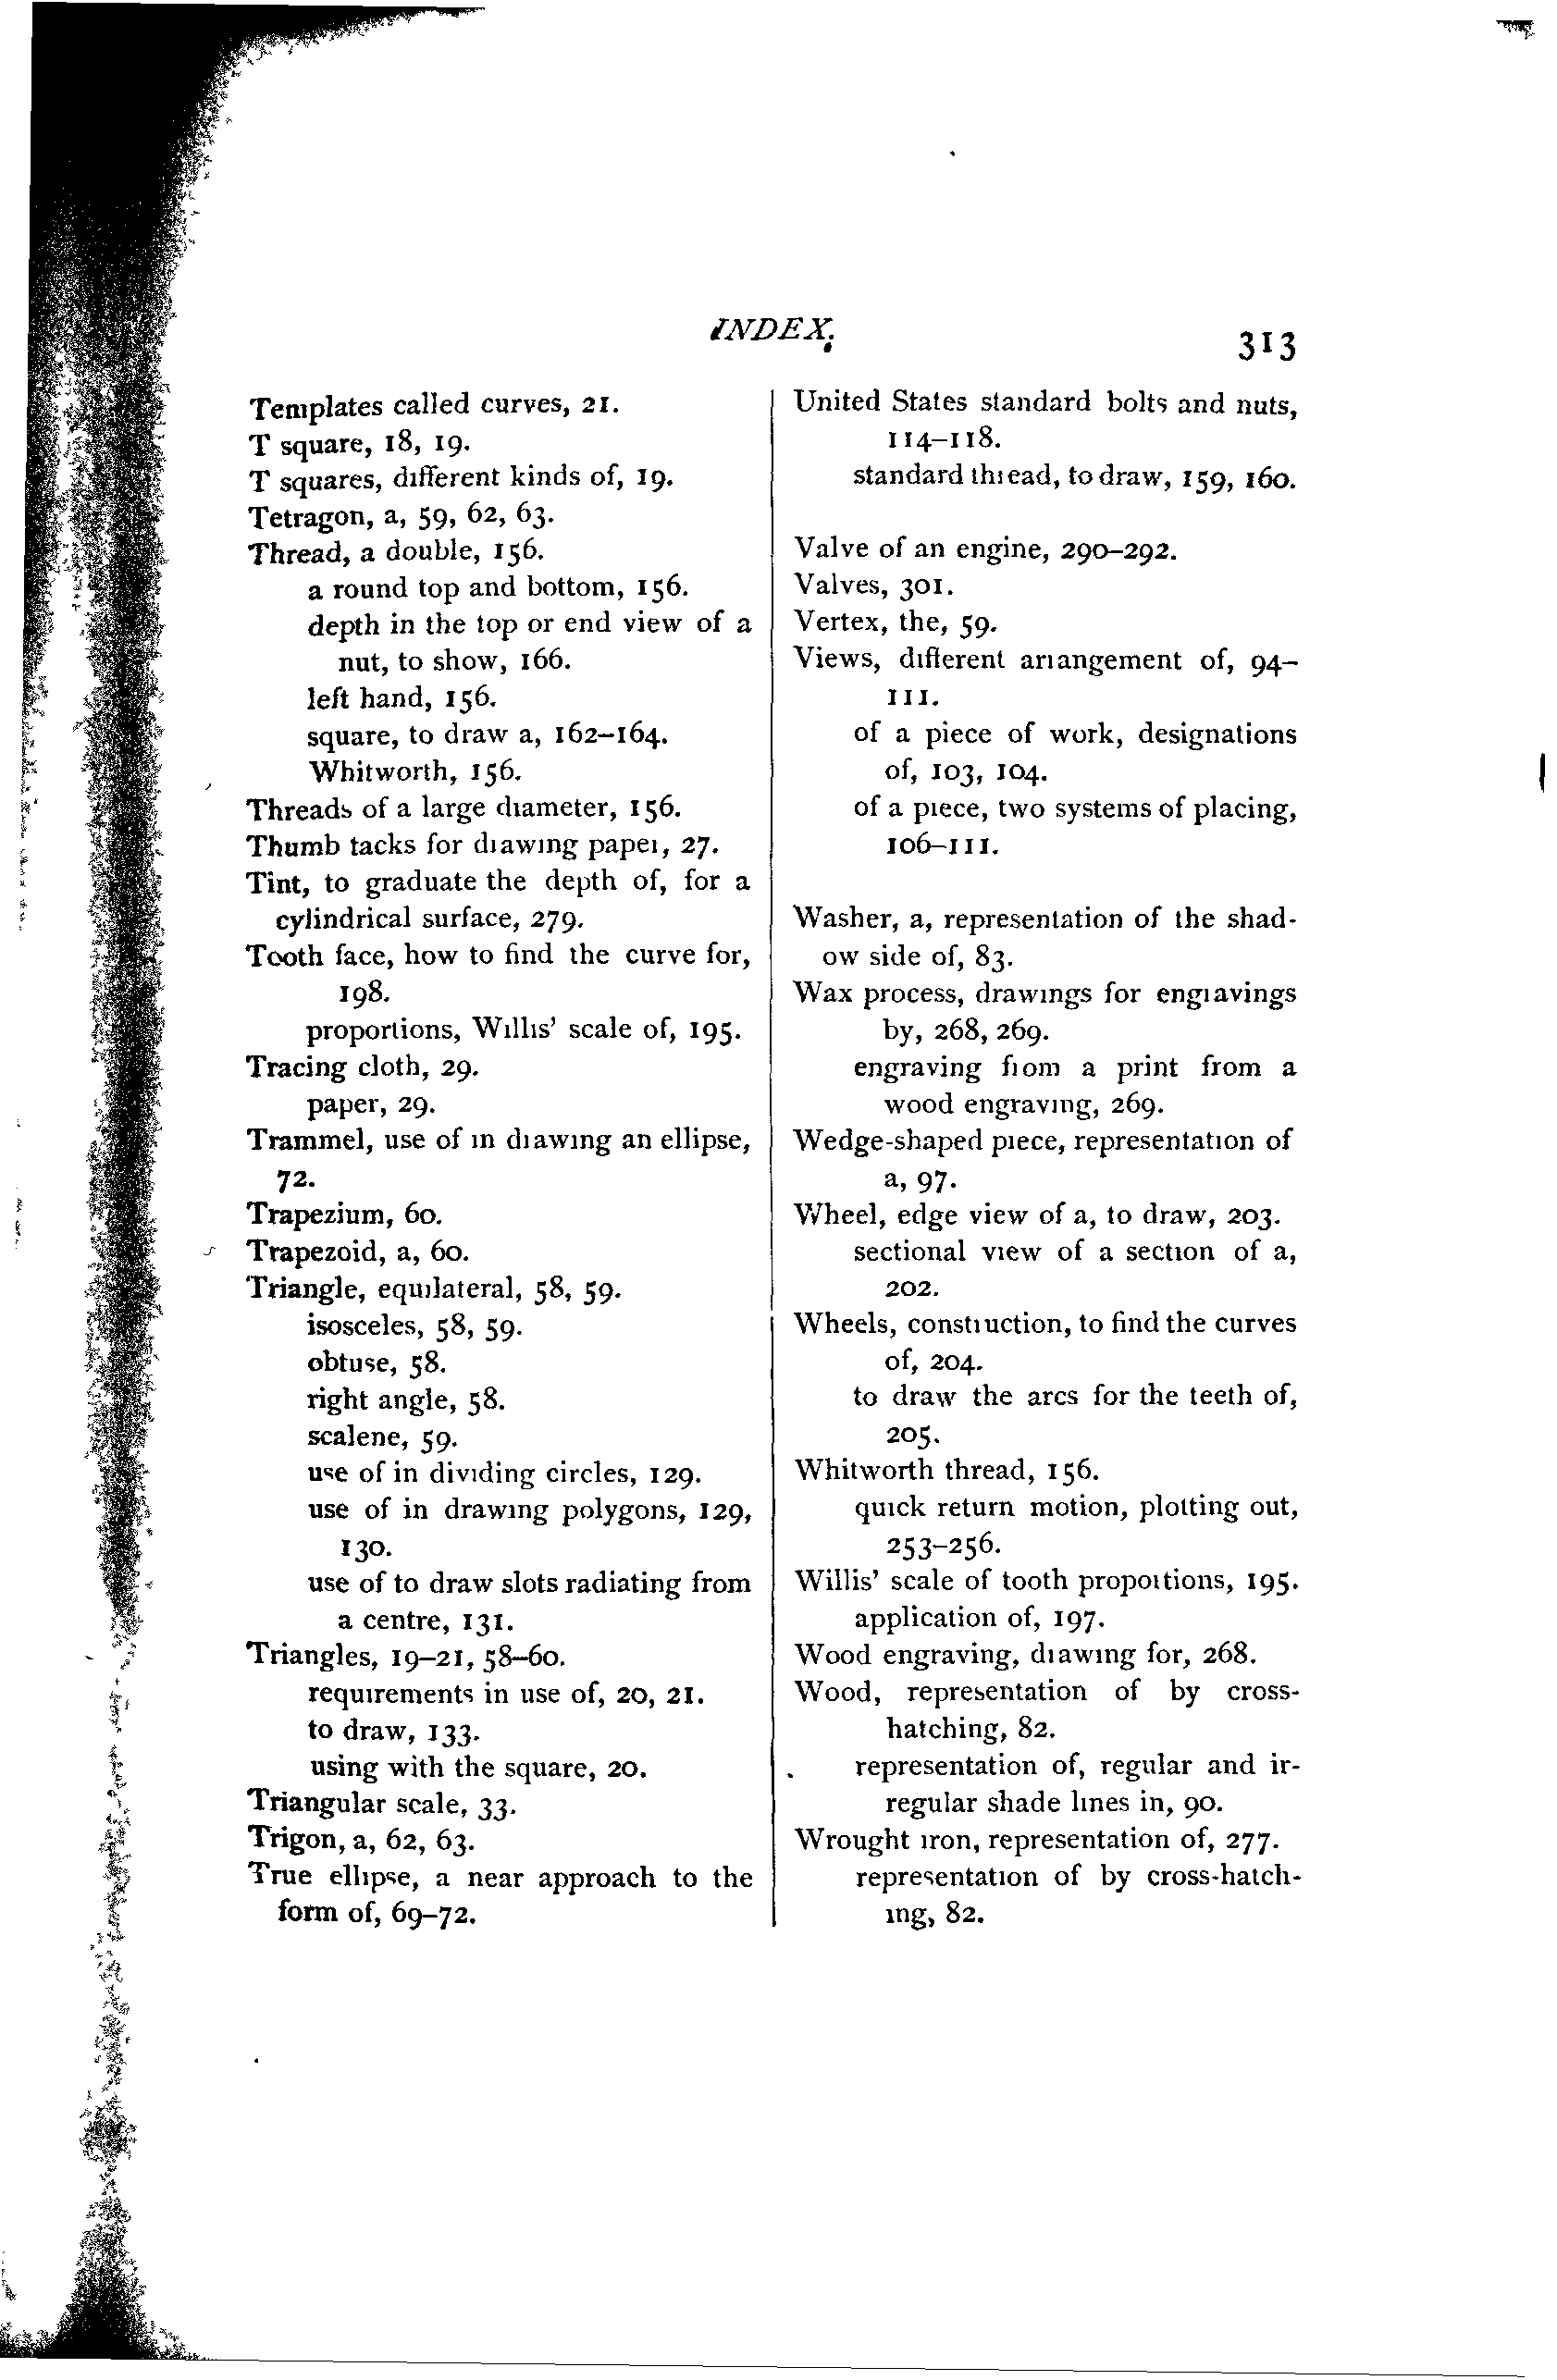 INDEX.
313
Templates called curves, 21.
T square, 18, 19.
T squares, different kinds of, 19.
Tetragon, a, 59, 62, 63.
Thread, a double, 156.
a round top and bottom, 156.
depth in the top or end view of a
nut, to show, 166.
left hand, 156.
square, to draw a, 162–164.
Whitworth, 156.
Threads of a large diameter, 156.
Thumb tacks for drawing paper, 27.
Tint, to graduate the depth of, for a
cylindrical surface, 279.
Tooth face, how to find the curve for,
198.
proportions, Willis' scale of, 195.
Tracing cloth, 29.
paper, 29.
Trammel, use of in drawing an ellipse,
72.
Trapezium, 60.
Trapezoid, a, 60.
Triangle, equilateral, 58, 59.
isosceles, 58, 59.
obtuse, 58.
right angle, 58.
scalene, 59.
use of in dividing circles, 129.
use of in drawing polygons, 129,
130.
use of to draw slots radiating from
a centre, 131.
Triangles, 19–21, 58–60.
requirements in use of, 20, 21.
to draw, 133.
using with the square, 20.
Triangular scale, 33.
Trigon, a, 62, 63.
True ellipse, a near approach to the
form of, 69–72.
United States standard bolts and nuts,
114–118.
standard thread, to draw, 159, 160.
Valve of an engine, 290–292.
Valves, 301.
Vertex, the, 59.
Views, different arrangement of, 94–
111.
of a piece of work, designations
of, 103, 104.
of a piece, two systems of placing,
106–111.
Washer, a, representation of the shad-
ow side of, 83.
Wax process, drawings for engravings
by, 268, 269.
engraving from a print from a
wood engraving, 269.
Wedge-shaped piece, representation of
a, 97.
Wheel, edge view of a, to draw, 203.
sectional view of a section of a,
202.
Wheels, construction, to find the curves
of, 204.
to draw the arcs for the teeth of,
205.
Whitworth thread, 156.
quick return motion, plotting out,
253–256.
Willis' scale of tooth proportions, 195.
application of, 197.
Wood engraving, drawing for, 268.
Wood, representation of by cross-
hatching, 82.
representation of, regular and ir-
regular shade lines in, 90.
Wrought iron, representation of, 277.
representation of by cross-hatch-
ing, 82.